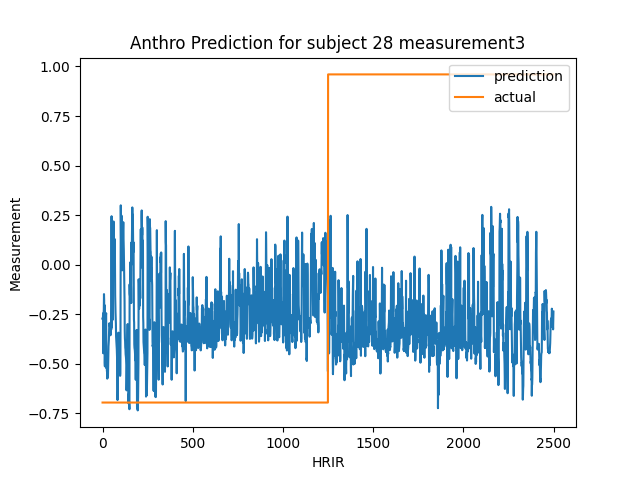 Anthro Prediction for subject 28 measurement3
1.00
0.75
0.50
0.25
0.00
−0.25
−0.50
−0.75
Measurement
prediction
actual
0 500 1000 1500 2000 2500
HRIR